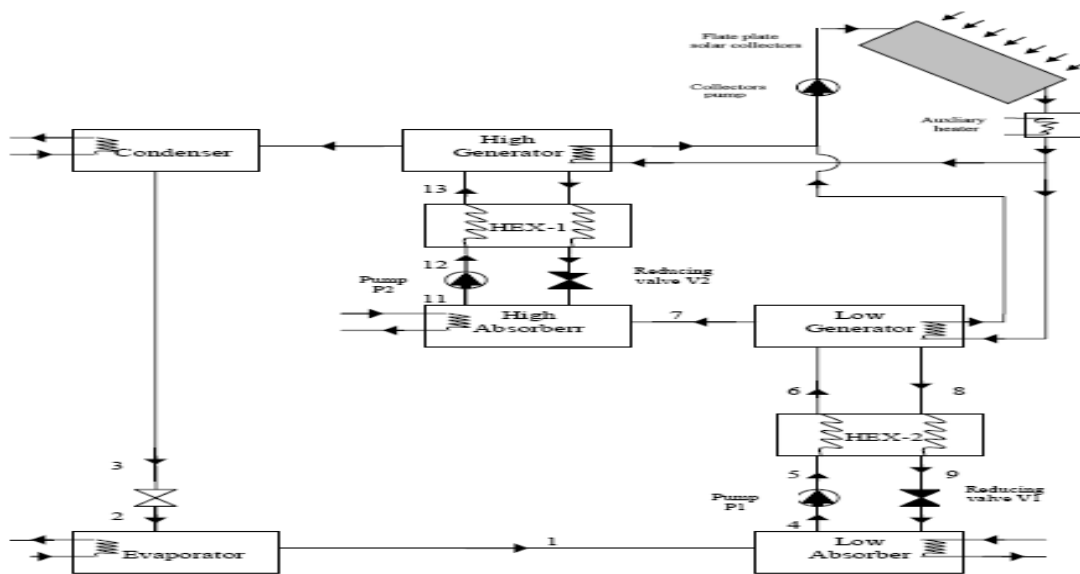 Flate plate
solar collectors
Collectors
pump
Auxiliary
heater
Condenser
High
Generator
13
HEX-1
12
Pump
P2
Reducing
valve V2
11
High
Absorberr
7
Low
Generator
6
8
HEX-2
3
5
9
Pump
P1
Reducing
valve V1
2
4
Evaporator
1
Low
Absorber